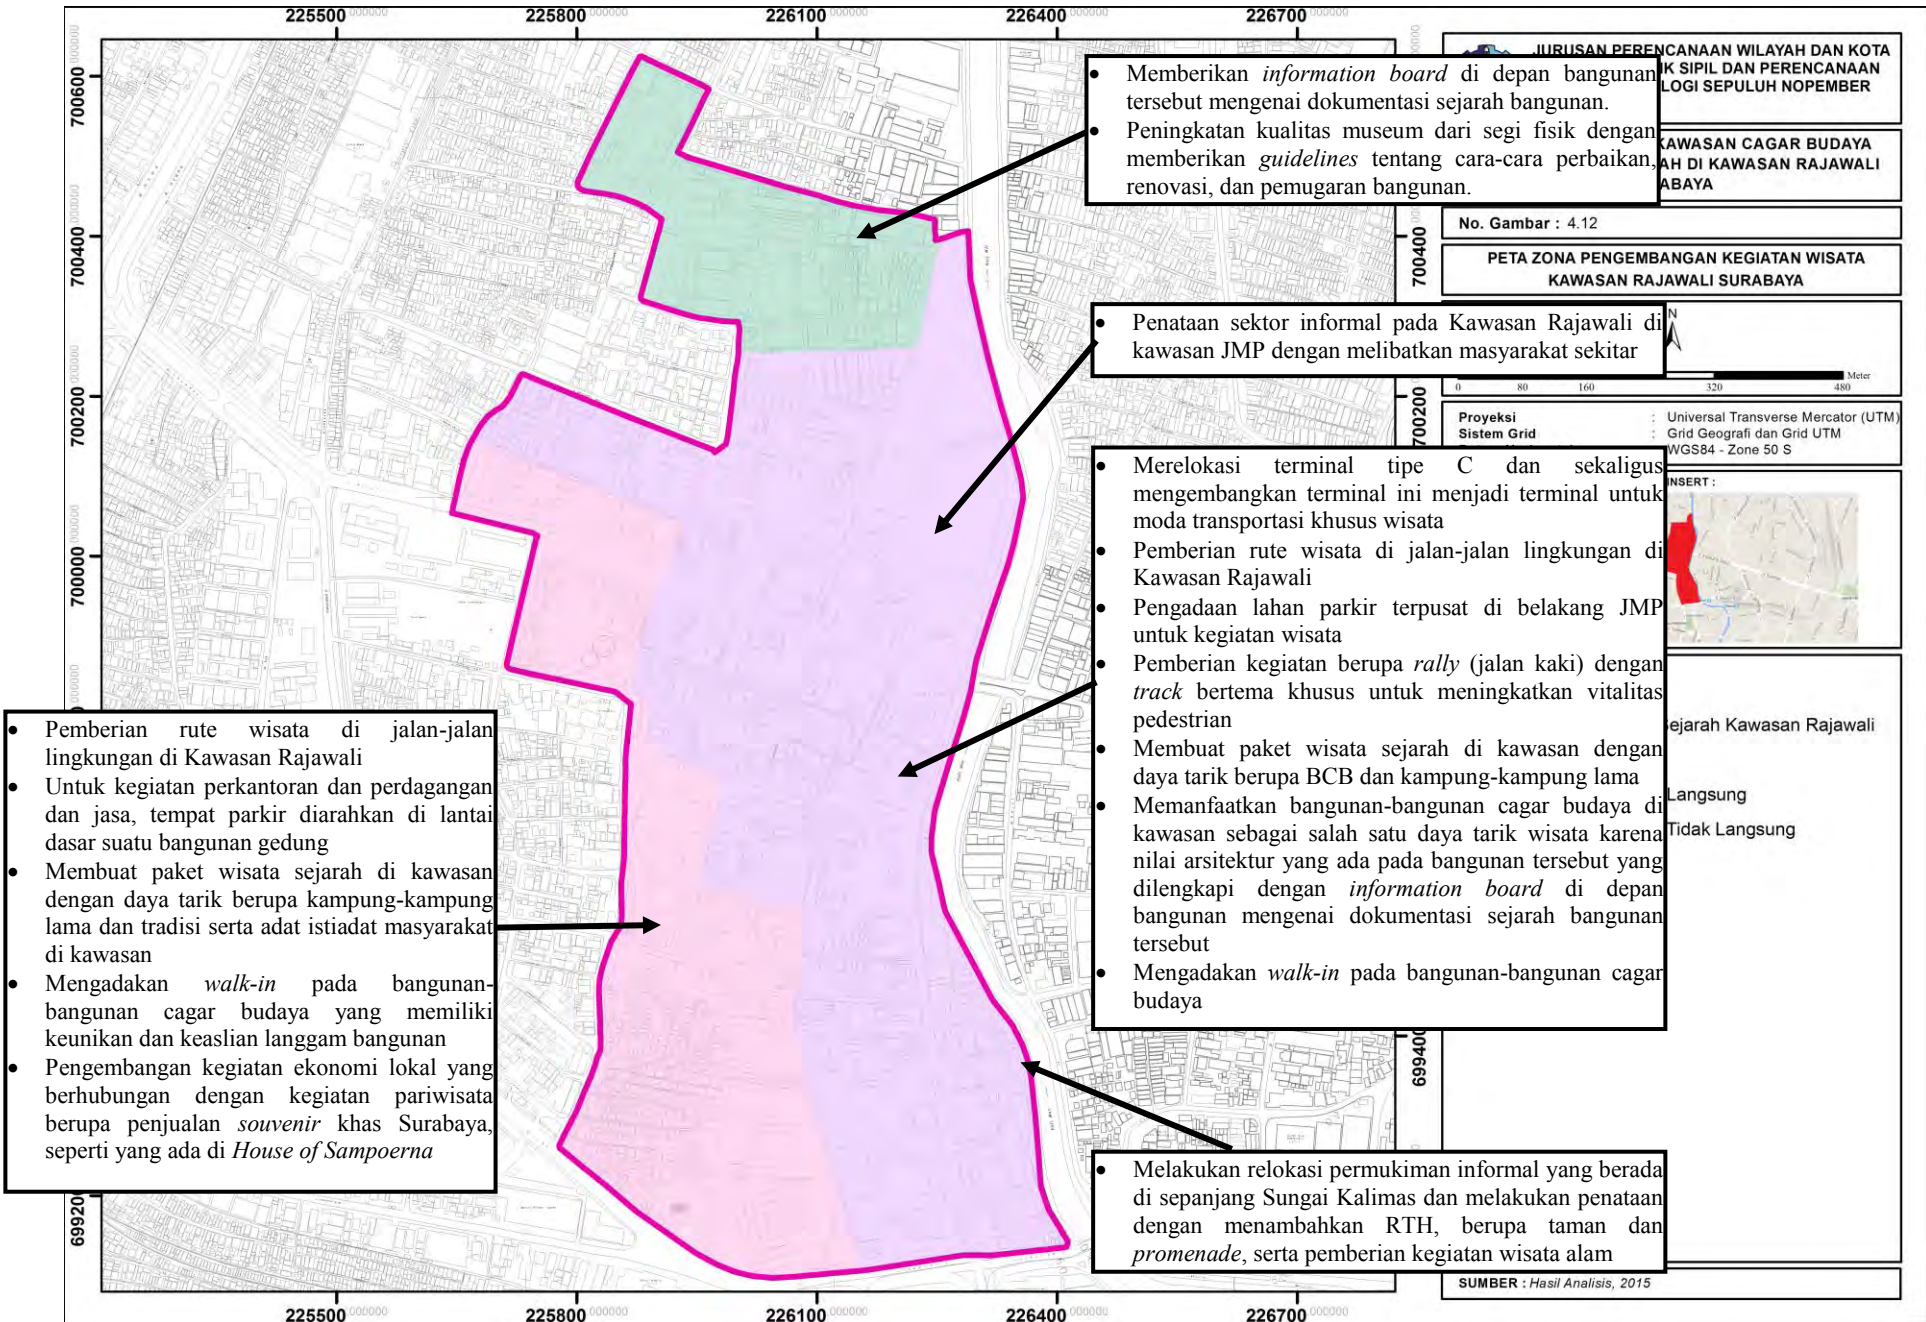 225500
225800
226100
226400
226700
700600
700400
700200
700000
699400
699200
700400
700200
• Memberikan information board di depan bangunan
tersebut mengenai dokumentasi sejarah bangunan.
• Peningkatan kualitas museum dari segi fisik dengan
memberikan guidelines tentang cara-cara perbaikan,
renovasi, dan pemugaran bangunan.
• Penataan sektor informal pada Kawasan Rajawali di
kawasan JMP dengan melibatkan masyarakat sekitar
• Merelokasi terminal tipe C dan sekaligus
mengembangkan terminal ini menjadi terminal untuk
moda transportasi khusus wisata
• Pemberian rute wisata di jalan-jalan lingkungan di
Kawasan Rajawali
• Pengadaan lahan parkir terpusat di belakang JMP
untuk kegiatan wisata
• Pemberian kegiatan berupa rally (jalan kaki) dengan
track bertema khusus untuk meningkatkan vitalitas
pedestrian
• Membuat paket wisata sejarah di kawasan dengan
daya tarik berupa BCB dan kampung-kampung lama
• Memanfaatkan bangunan-bangunan cagar budaya di
kawasan sebagai salah satu daya tarik wisata karena
nilai arsitektur yang ada pada bangunan tersebut yang
dilengkapi dengan information board di depan
bangunan mengenai dokumentasi sejarah bangunan
tersebut
• Mengadakan walk-in pada bangunan-bangunan cagar
budaya
• Melakukan relokasi permukiman informal yang berada
di sepanjang Sungai Kalimas dan melakukan penataan
dengan menambahkan RTH, berupa taman dan
promenade, serta pemberian kegiatan wisata alam
• Pemberian rute wisata di jalan-jalan
lingkungan di Kawasan Rajawali
• Untuk kegiatan perkantoran dan perdagangan
dan jasa, tempat parkir diarahkan di lantai
dasar suatu bangunan gedung
• Membuat paket wisata sejarah di kawasan
dengan daya tarik berupa kampung-kampung
lama dan tradisi serta adat istiadat masyarakat
di kawasan
• Mengadakan walk-in pada bangunan-
bangunan cagar budaya yang memiliki
keunikan dan keaslian langgam bangunan
• Pengembangan kegiatan ekonomi lokal yang
berhubungan dengan kegiatan pariwisata
berupa penjualan souvenir khas Surabaya,
seperti yang ada di House of Sampoerna
JURUSAN PERENCANAAN WILAYAH DAN KOTA
IK SIPIL DAN PERENCANAAN
LOGI SEPULUH NOPEMBER
KAWASAN CAGAR BUDAYA
AH DI KAWASAN RAJAWALI
ABAYA
No. Gambar : 4.12
PETA ZONA PENGEMBANGAN KEGIATAN WISATA
KAWASAN RAJAWALI SURABAYA
N
Meter
0 80 160 320 480
Proyeksi : Universal Transverse Mercator (UTM)
Sistem Grid : Grid Geografi dan Grid UTM
WGS84 - Zone 50 S
INSERT :
ejarah Kawasan Rajawali
Langsung
Tidak Langsung
SUMBER : Hasil Analisis, 2015
699400
225500
225800
226100
226400
226700